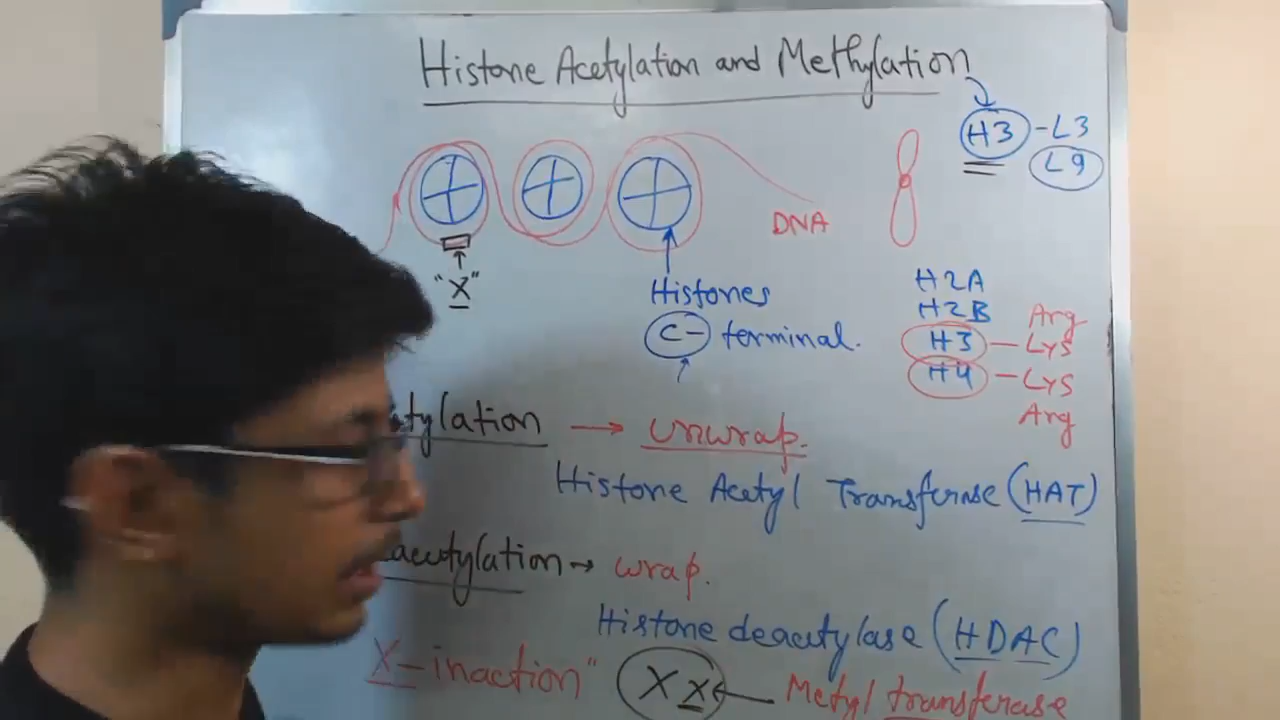 Histone Acetylation and Methylation
H3 - L3
L9
DNA
"X"
Histones
C- terminal.
H2A
H2B
Arg
H3 - Lys
H4 - Lys
Arg
tylation → unwrap.
Histone Acetyl Transferase (HAT)
acetylation → wrap.
Histone deacetylase (HDAC)
X-inaction" Xx ← Metyl transferase